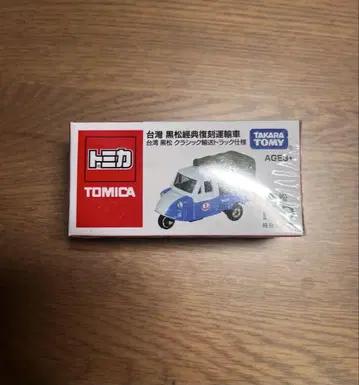 トミカ
TOMICA
台灣 黒松經典復刻運輸車
台湾 黒松 クラシック輸送トラック仕様
TAKARA
TOMY
AGE3+